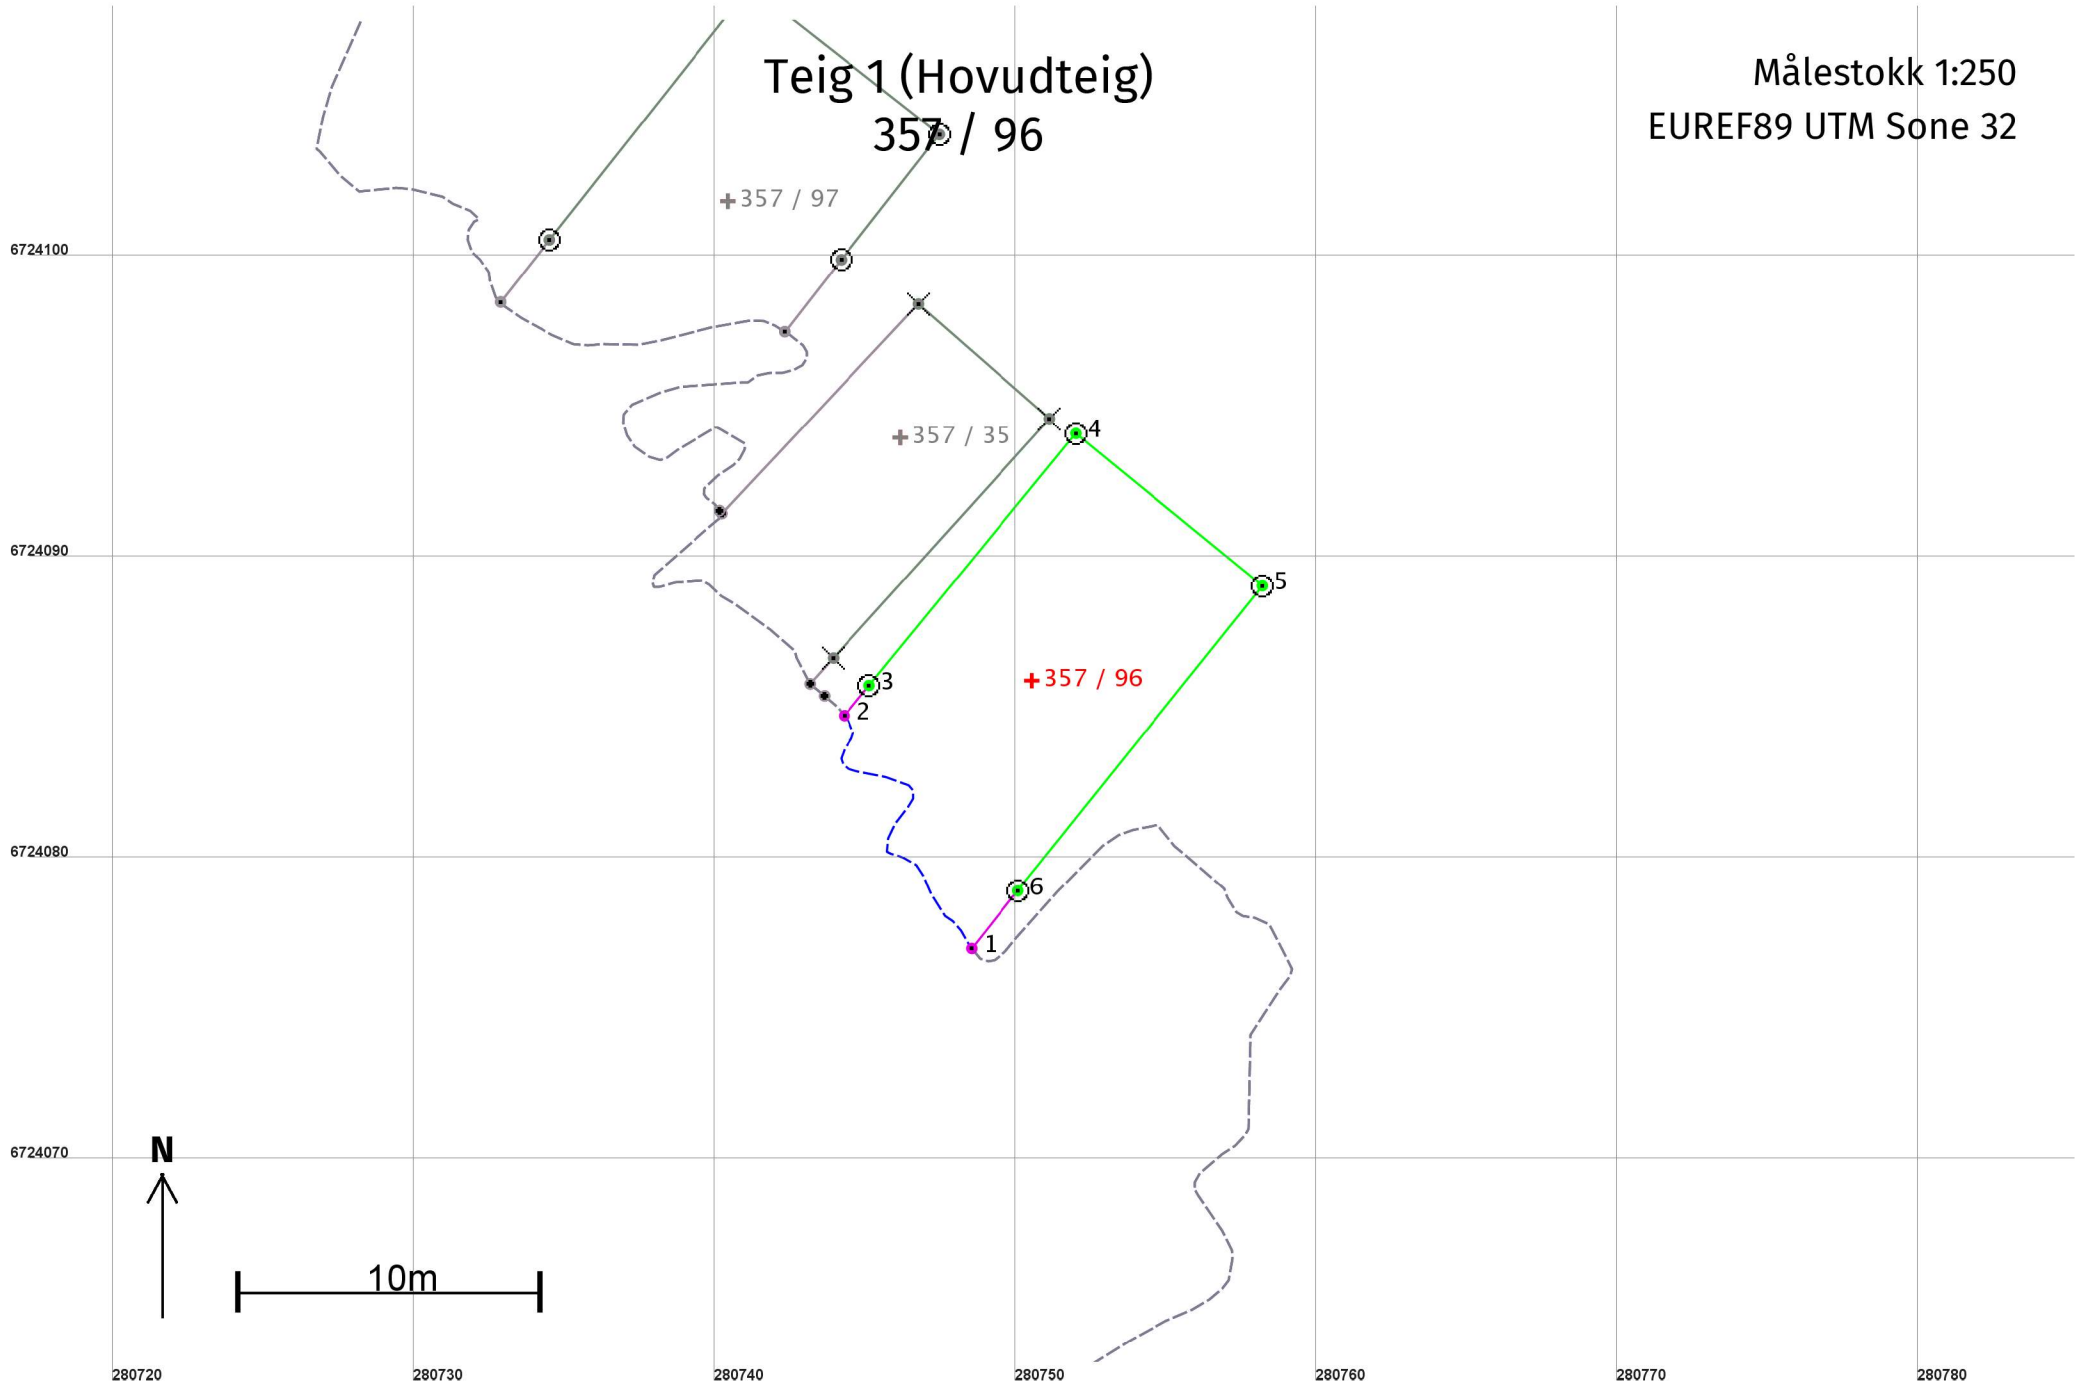 Teig 1 (Hovudteig)
357 / 96
Målestokk 1:250
EUREF89 UTM Sone 32
357 / 97
6724100
357 / 35
4
6724090
5
3
357 / 96
2
6724080
6
1
N
6724070
10m
280720
280730
280740
280750
280760
280770
280780